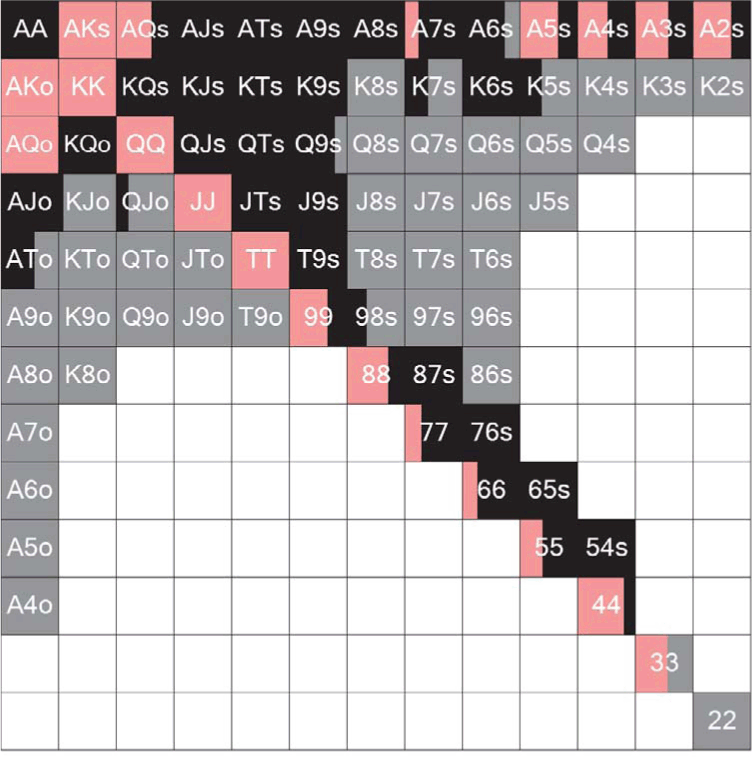 AA AKs AQs AJs ATs A9s A8s A7s A6s A5s A4s A3s A2s
AKo KK KQs KJs KTs K9s K8s K7s K6s K5s K4s K3s K2s
AQo KQo QQ QJs QTs Q9s Q8s Q7s Q6s Q5s Q4s
AJo KJo QJo JJ JTs J9s J8s J7s J6s J5s
ATo KTo QTo JTo TT T9s T8s T7s T6s
A9o K9o Q9o J9o T9o 99 98s 97s 96s
A8o K8o 88 87s 86s
A7o 77 76s
A6o 66 65s
A5o 55 54s
A4o 44
33
22